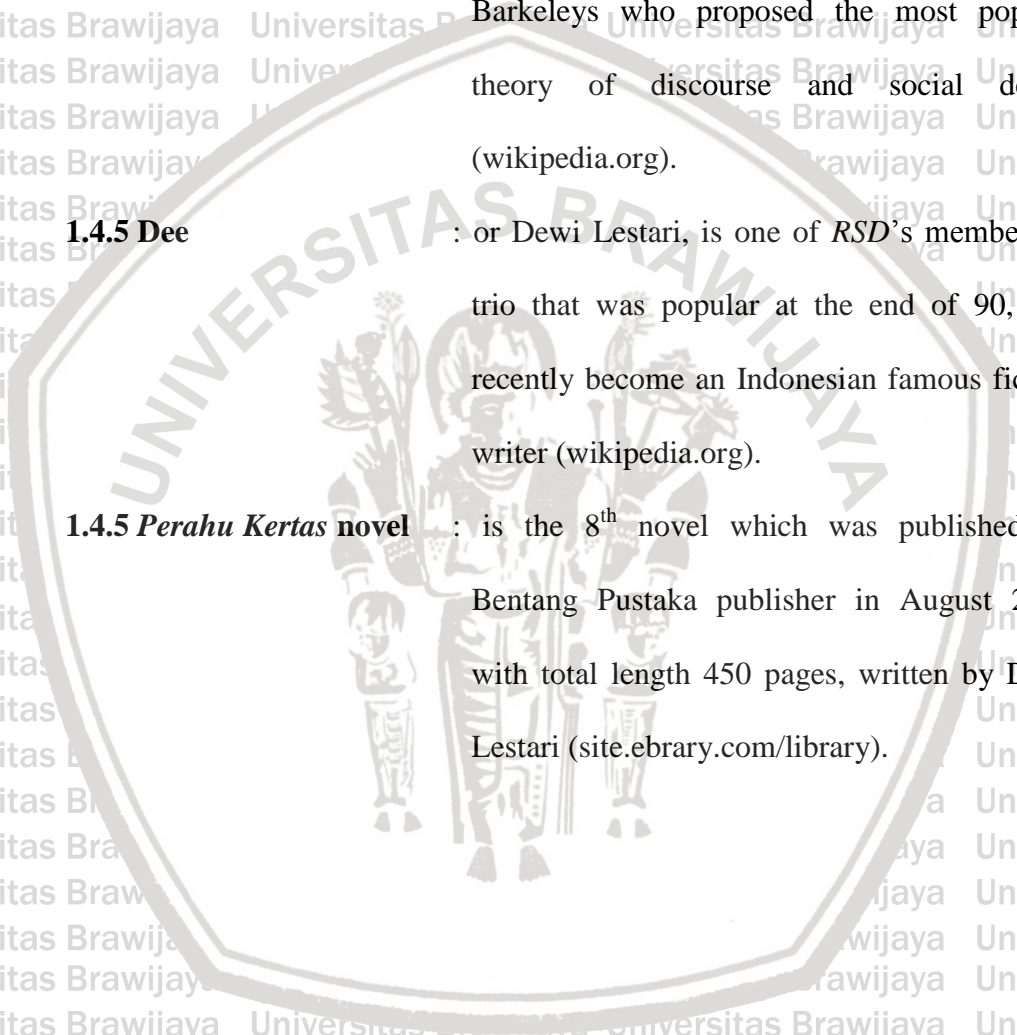 Barkeleys who proposed the most
theory of discourse and social
(wikipedia.org).
1.4.5 Dee : or Dewi Lestari, is one of RSD's
trio that was popular at the end of 90,
recently become an Indonesian famous
writer (wikipedia.org).
1.4.5 Perahu Kertas novel : is the 8th novel which was published
Bentang Pustaka publisher in August
with total length 450 pages, written by
Lestari (site.ebrary.com/library).
UNIVERSITAS BRAWIJAYA